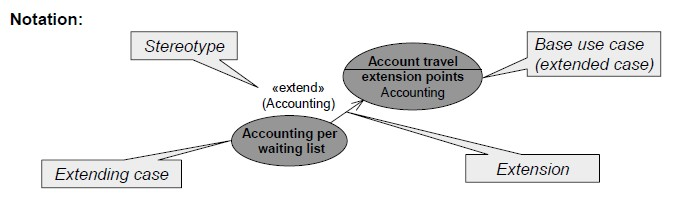 Notation:
Stereotype
Account travel
extension points
Accounting
Base use case
(extended case)
«extend»
(Accounting)
Accounting per
waiting list
Extending case
Extension